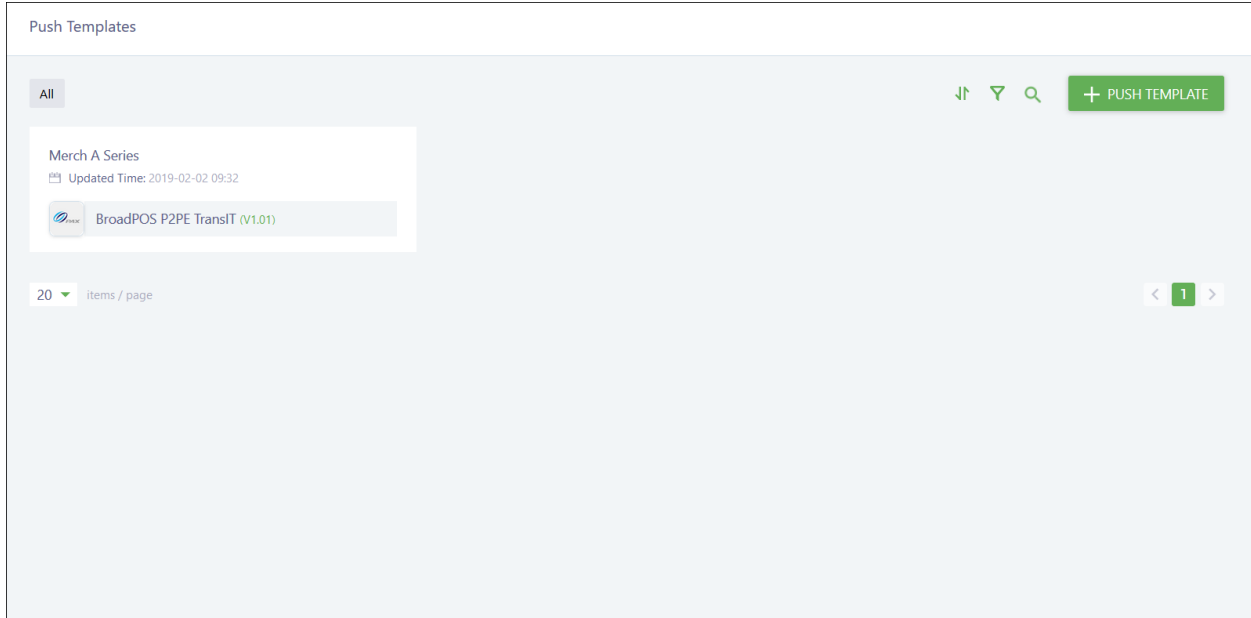 Push Templates
All
PUSH TEMPLATE
Merch A Series
Updated Time: 2019-02-02 09:32
BroadPOS P2PE TransIT (V1.01)
20 items / page
1